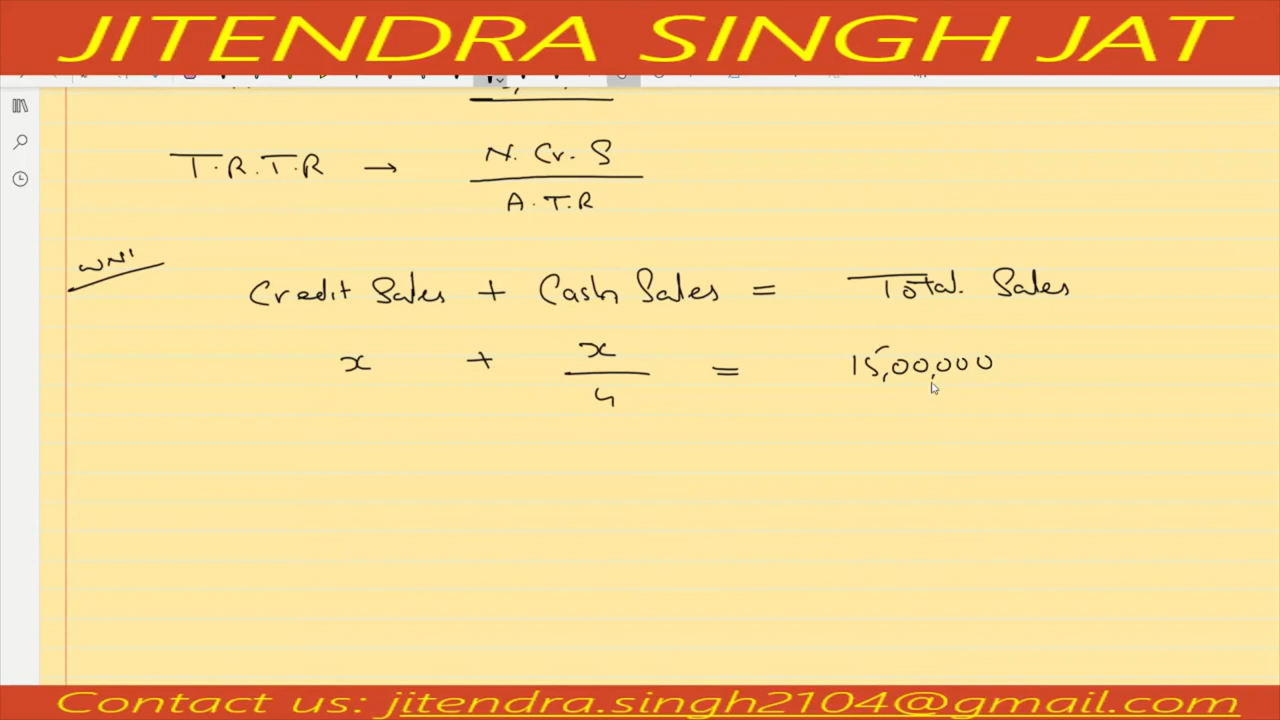 JITENDRA SINGH JAT
T.R.T.R → N. Cr. S
A.T.R
WN1
Credit Sales + Cash Sales = Total Sales
x + x/4 = 15,00,000
Contact us: jitendra.singh2104@gmail.com